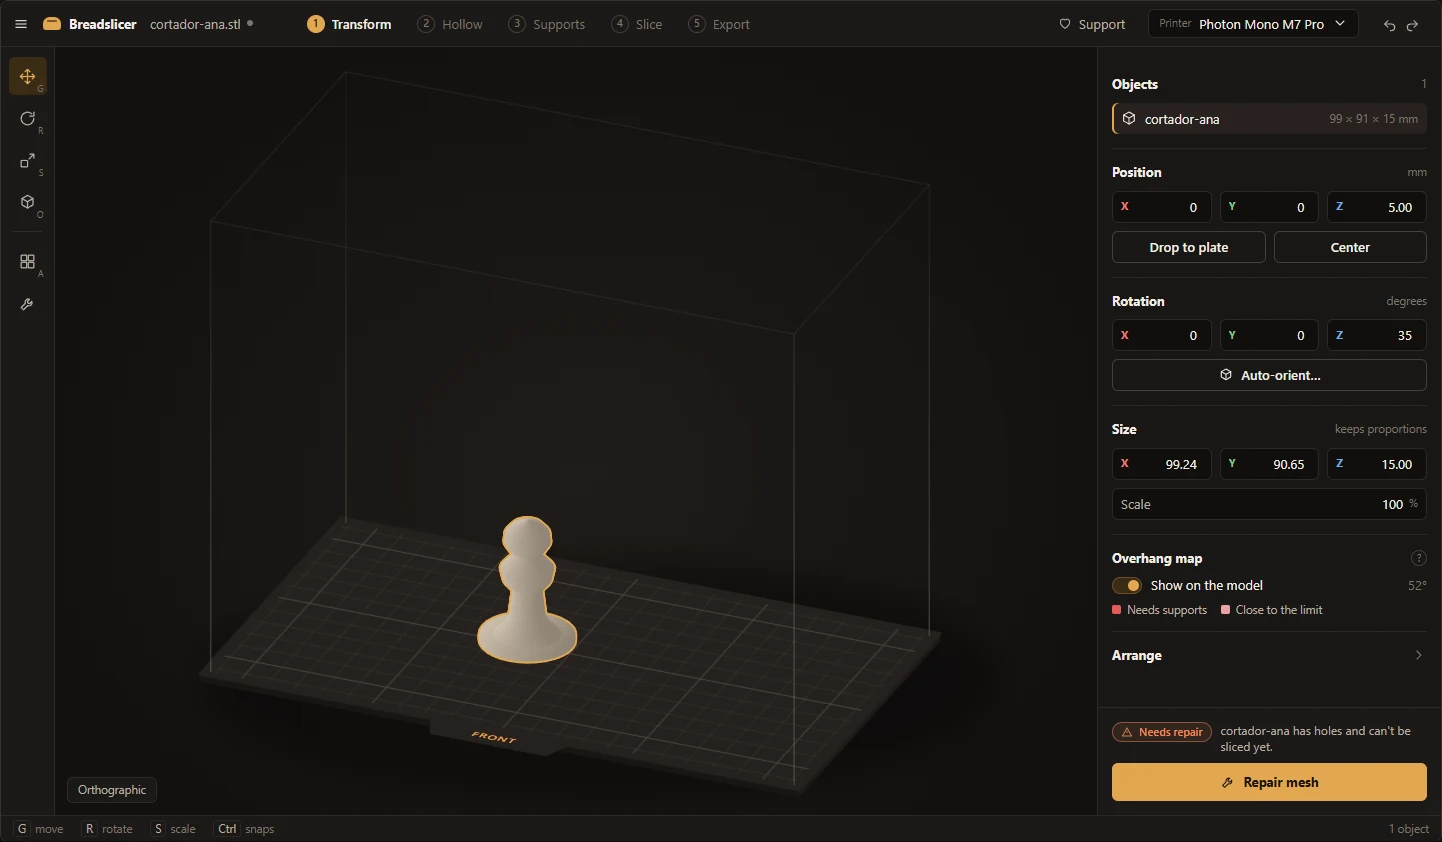 Breadslicer cortador-ana.stl 1 Transform 2 Hollow 3 Supports 4 Slice 5 Export Support Printer Photon Mono M7 Pro
G
R
S
O
A
Objects 1
cortador-ana 99 × 91 × 15 mm
Position mm
X 0 Y 0 Z 5.00
Drop to plate Center
Rotation degrees
X 0 Y 0 Z 35
Auto-orient...
Size keeps proportions
X 99.24 Y 90.65 Z 15.00
Scale 100 %
Overhang map ?
Show on the model 52°
Needs supports Close to the limit
Arrange
Needs repair cortador-ana has holes and can't be
sliced yet.
Repair mesh
FRONT
Orthographic
G move R rotate S scale Ctrl snaps 1 object